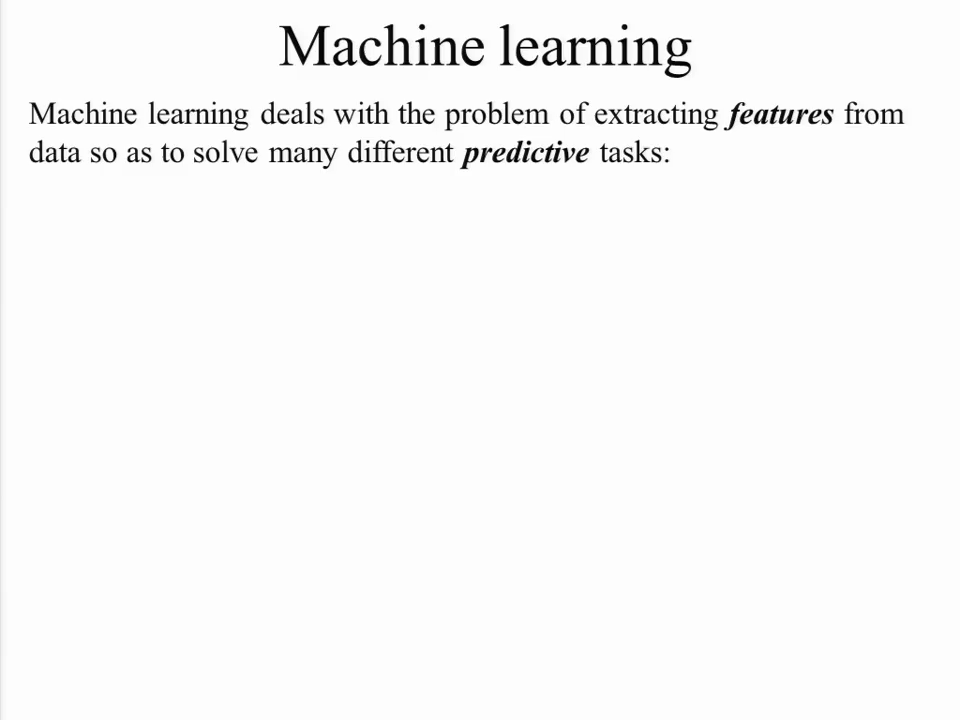 Machine learning
Machine learning deals with the problem of extracting features from
data so as to solve many different predictive tasks: